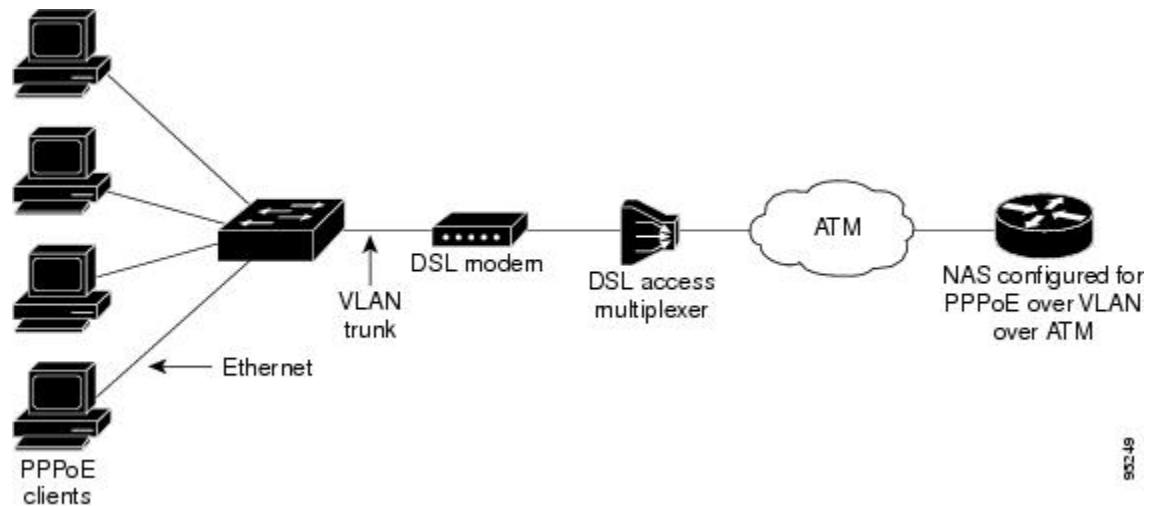 PPPoE
clients
Ethernet
VLAN
trunk
DSL modem
DSL access
multiplexer
ATM
NAS configured for
PPPoE over VLAN
over ATM
95249